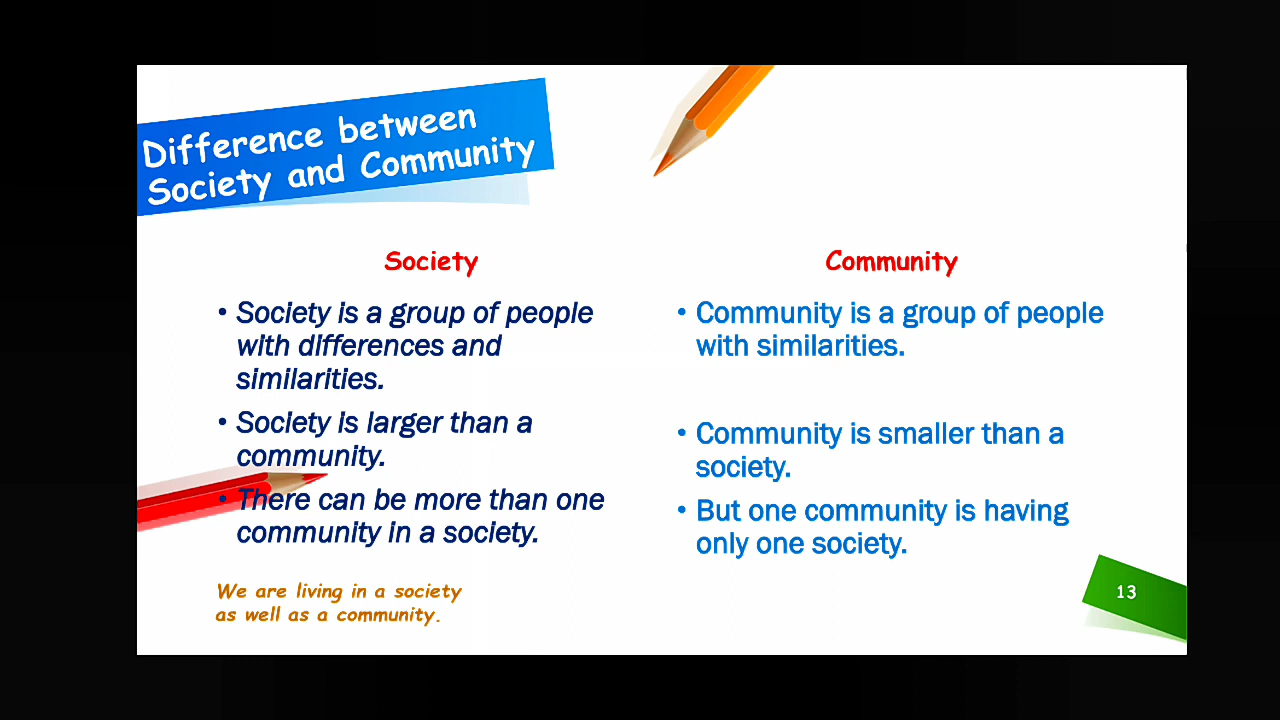 Difference between
Society and Community
Society
• Society is a group of people
with differences and
similarities.
• Society is larger than a
community.
• There can be more than one
community in a society.
We are living in a society
as well as a community.
Community
• Community is a group of people
with similarities.
• Community is smaller than a
society.
• But one community is having
only one society.
13